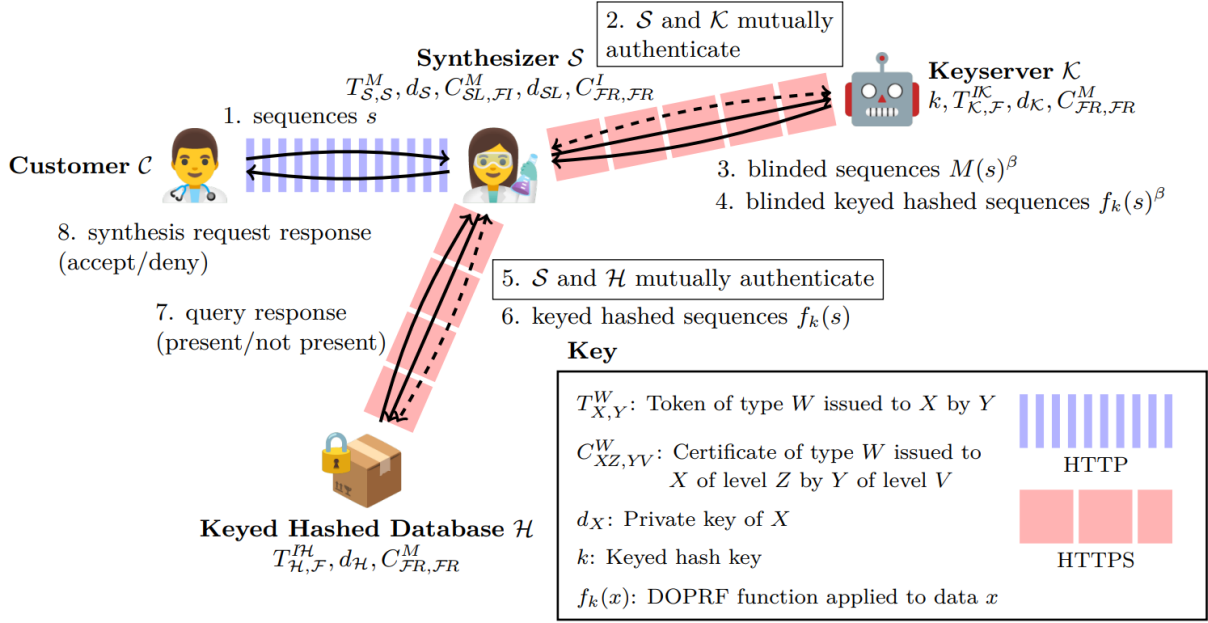 2. 𝒮 and 𝒦 mutually
authenticate
Synthesizer 𝒮
T^M_{𝒮,𝒮}, d_𝒮, C^M_{𝒮L,ℱI}, d_{𝒮L}, C^I_{ℱR,ℱR}
Keyserver 𝒦
k, T^{I𝒦}_{𝒦,ℱ}, d_𝒦, C^M_{ℱR,ℱR}
1. sequences s
Customer 𝒞
3. blinded sequences M(s)^β
4. blinded keyed hashed sequences f_k(s)^β
8. synthesis request response
(accept/deny)
5. 𝒮 and ℋ mutually authenticate
6. keyed hashed sequences f_k(s)
7. query response
(present/not present)
Keyed Hashed Database ℋ
T^{Iℋ}_{ℋ,ℱ}, d_ℋ, C^M_{ℱR,ℱR}
Key
T^W_{X,Y}: Token of type W issued to X by Y
C^W_{XZ,YV}: Certificate of type W issued to
X of level Z by Y of level V
d_X: Private key of X
k: Keyed hash key
f_k(x): DOPRF function applied to data x
HTTP
HTTPS